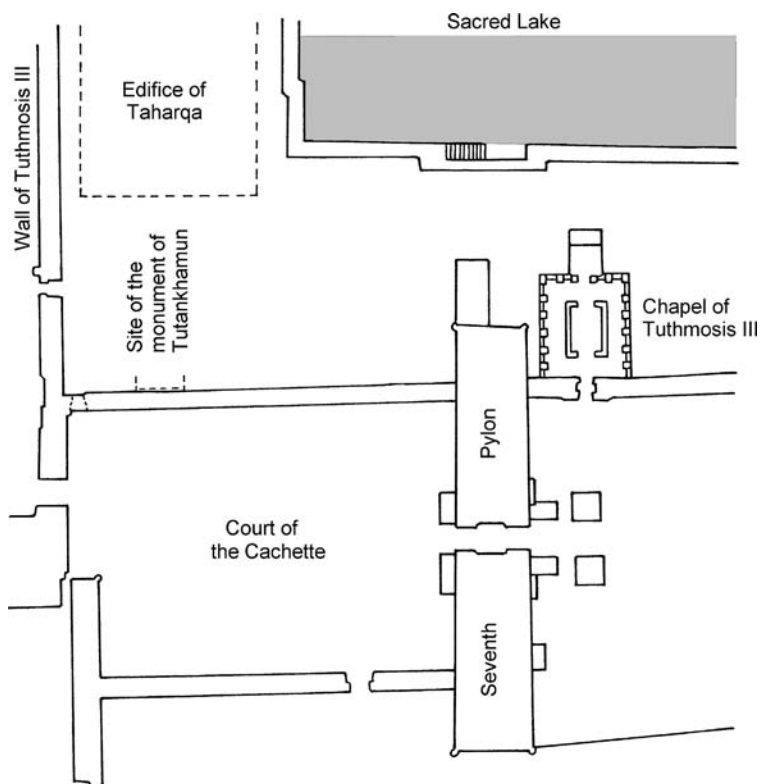 Sacred Lake
Edifice of
Taharqa
Wall of Tuthmosis III
Site of the
monument of
Tutankhamun
Chapel of
Tuthmosis III
Pylon
Court of
the Cachette
Seventh